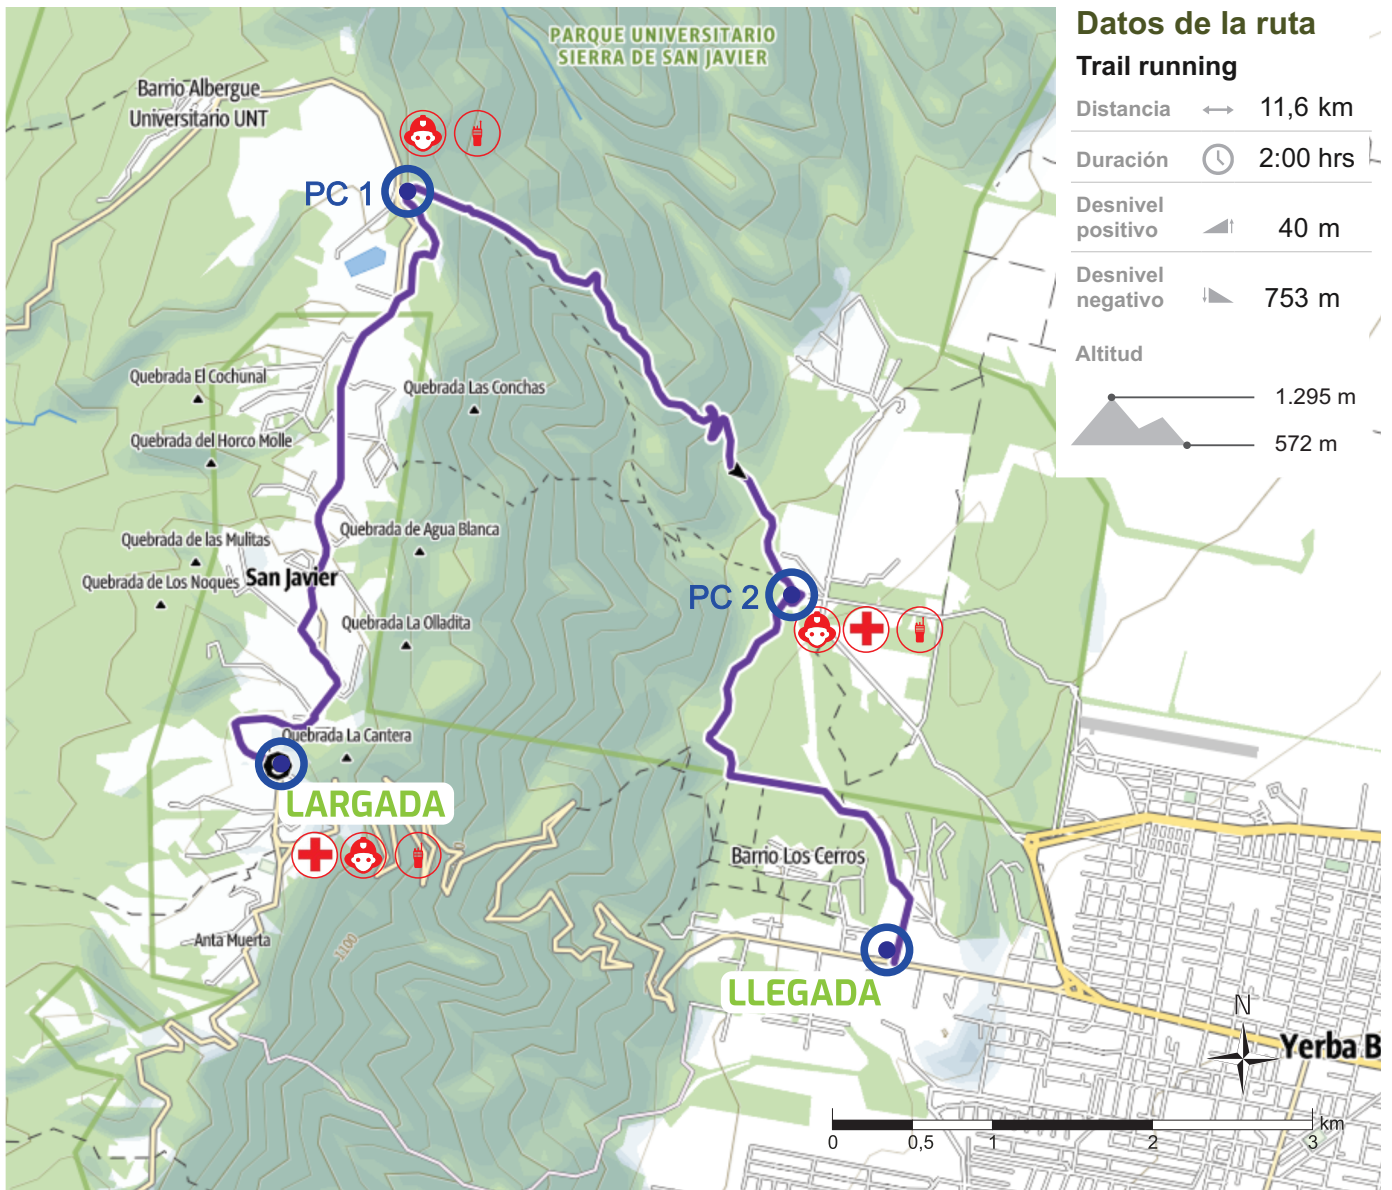 PARQUE UNIVERSITARIO
SIERRA DE SAN JAVIER
Datos de la ruta
Trail running
Distancia 11,6 km
Duración 2:00 hrs
Desnivel
positivo 40 m
Desnivel
negativo 753 m
Altitud
1.295 m
572 m
Barrio Albergue
Universitario UNT
PC 1
Quebrada El Cochunal
Quebrada Las Conchas
Quebrada del Horco Molle
Quebrada de Agua Blanca
Quebrada de las Mulitas
San Javier
Quebrada de Los Noques
PC 2
Quebrada La Olladita
Quebrada La Cantera
LARGADA
Barrio Los Cerros
Anta Muerta
1100
LLEGADA
N
Yerba B
km
0 0,5 1 2 3